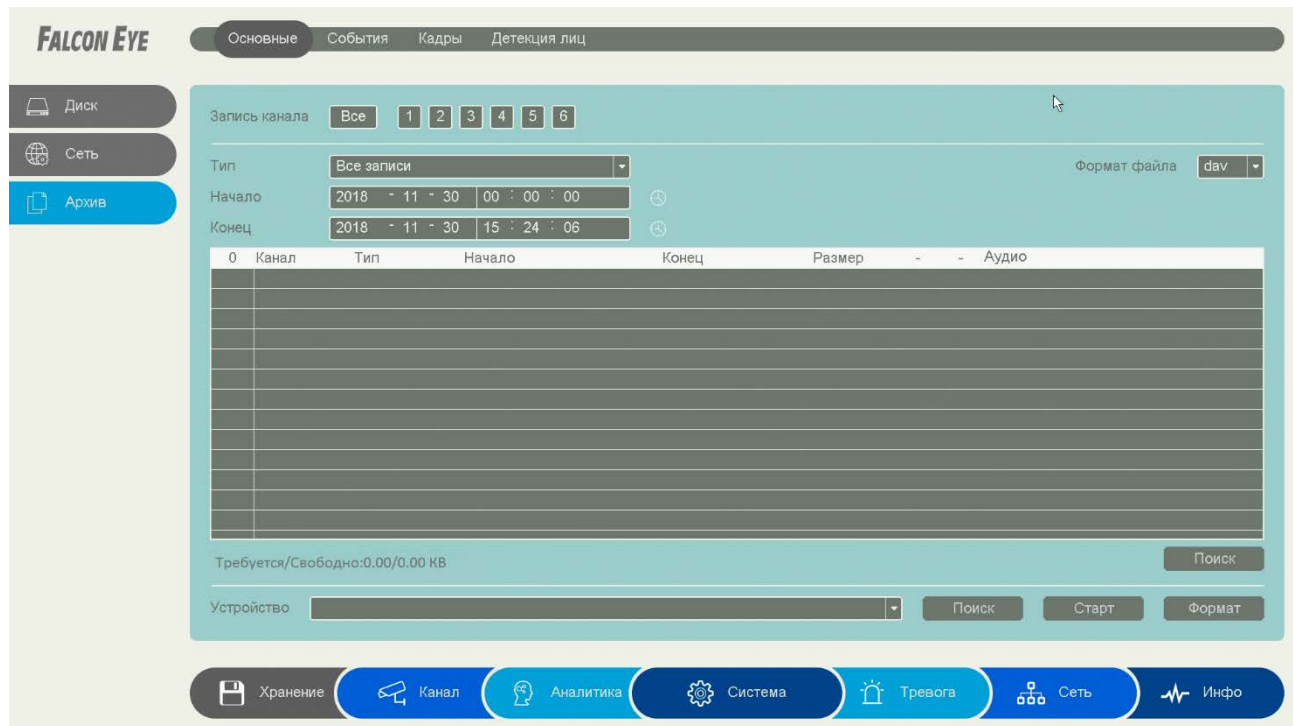 FALCON EYE
Основные События Кадры Детекция лиц
Диск
Сеть
Архив
Запись канала Все 1 2 3 4 5 6
Тип Все записи Формат файла dav
Начало 2018 - 11 - 30 00 : 00 : 00
Конец 2018 - 11 - 30 15 : 24 : 06
0 Канал Тип Начало Конец Размер - - Аудио
Требуется/Свободно:0.00/0.00 KB
Поиск
Устройство Поиск Старт Формат
Хранение Канал Аналитика Система Тревога Сеть Инфо